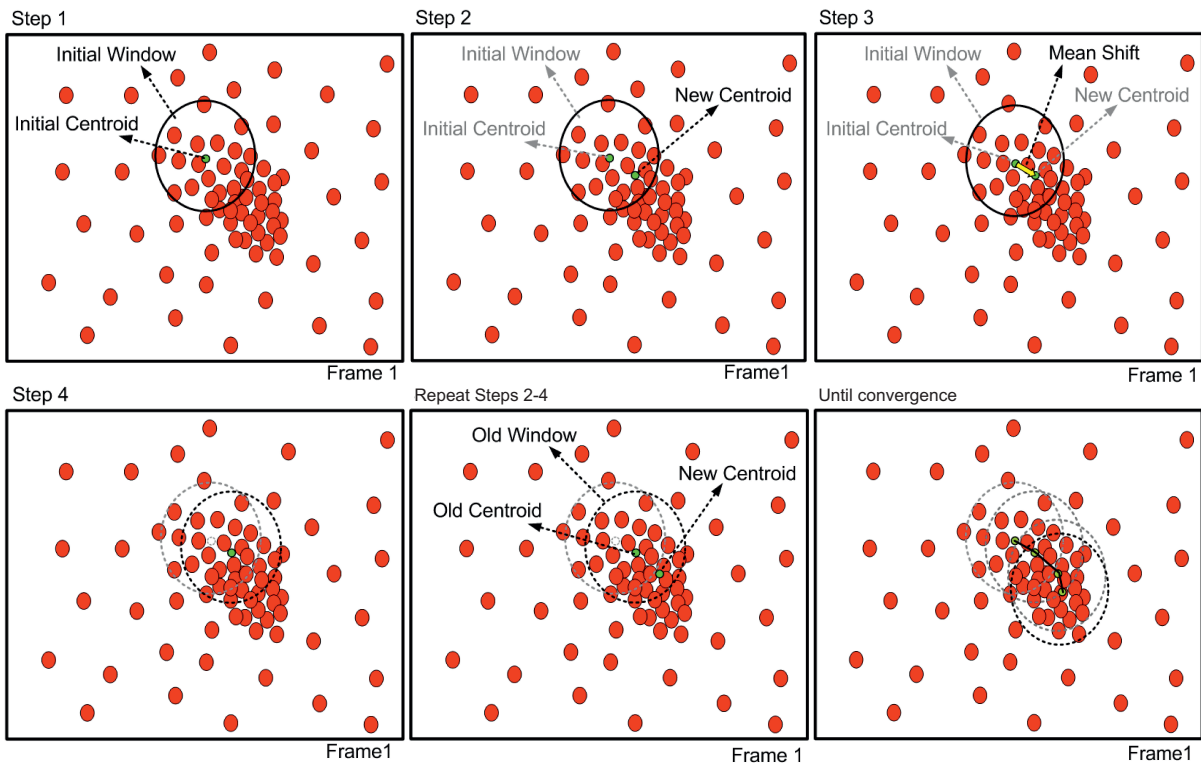 Step 1
Initial Window
Initial Centroid
Frame 1
Step 2
Initial Window
New Centroid
Initial Centroid
Frame1
Step 3
Initial Window
Mean Shift
New Centroid
Initial Centroid
Frame 1
Step 4
Frame1
Repeat Steps 2-4
Old Window
New Centroid
Old Centroid
Frame 1
Until convergence
Frame1